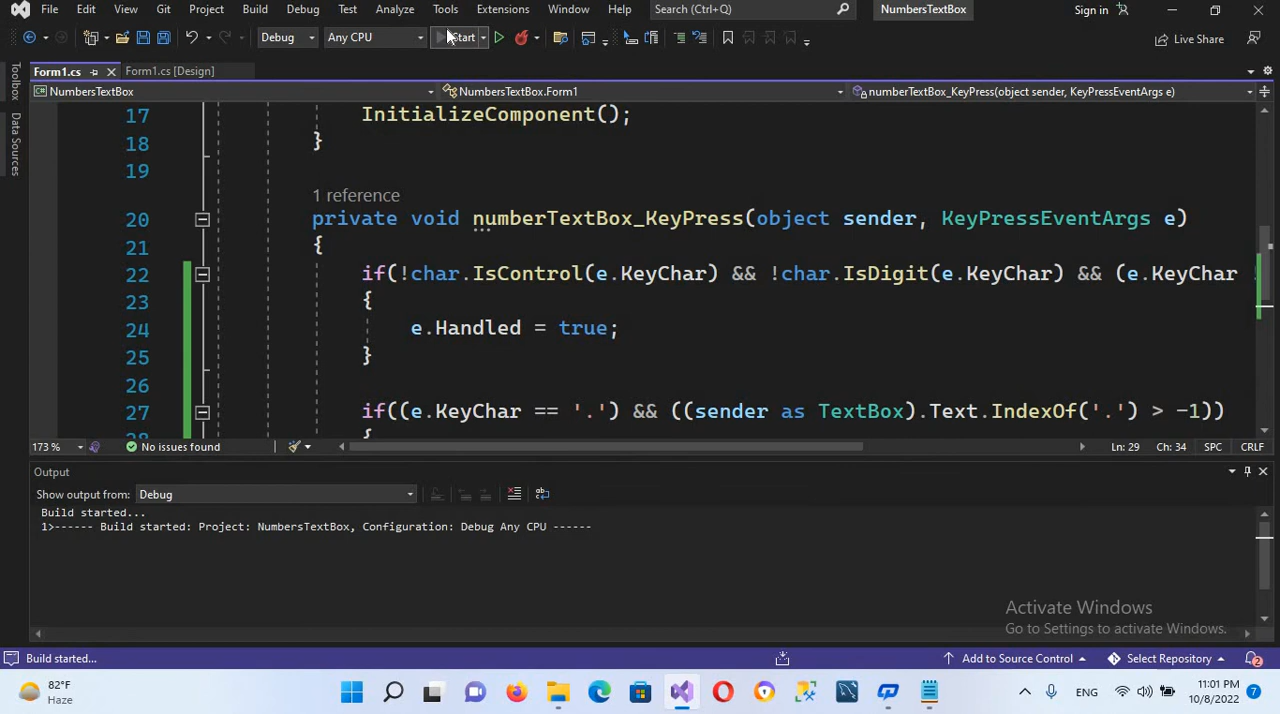 File Edit View Git Project Build Debug Test Analyze Tools Extensions Window Help Search (Ctrl+Q) NumbersTextBox Sign in
Debug Any CPU Start Live Share
Form1.cs Form1.cs [Design]
NumbersTextBox NumbersTextBox.Form1 numberTextBox_KeyPress(object sender, KeyPressEventArgs e)
Toolbox
Data Sources
17 InitializeComponent();
18 }
19
1 reference
20 private void numberTextBox_KeyPress(object sender, KeyPressEventArgs e)
21 {
22 if(!char.IsControl(e.KeyChar) && !char.IsDigit(e.KeyChar) && (e.KeyChar !
23 {
24 e.Handled = true;
25 }
26
27 if((e.KeyChar == '.') && ((sender as TextBox).Text.IndexOf('.') > -1))
28 {
173 % No issues found Ln: 29 Ch: 34 SPC CRLF
Output
Show output from: Debug
Build started...
1>------ Build started: Project: NumbersTextBox, Configuration: Debug Any CPU ------
Activate Windows
Go to Settings to activate Windows.
Build started... Add to Source Control Select Repository 2
82°F
Haze
ENG
11:01 PM
10/8/2022
7